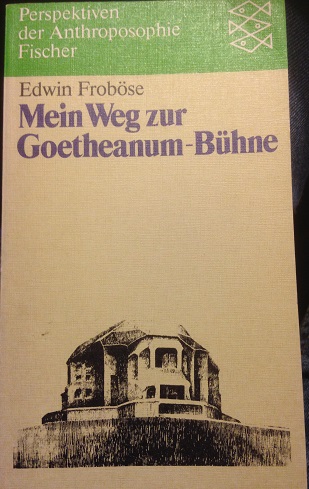 Perspektiven
der Anthroposophie
Fischer
Edwin Froböse
Mein Weg zur
Goetheanum-Bühne